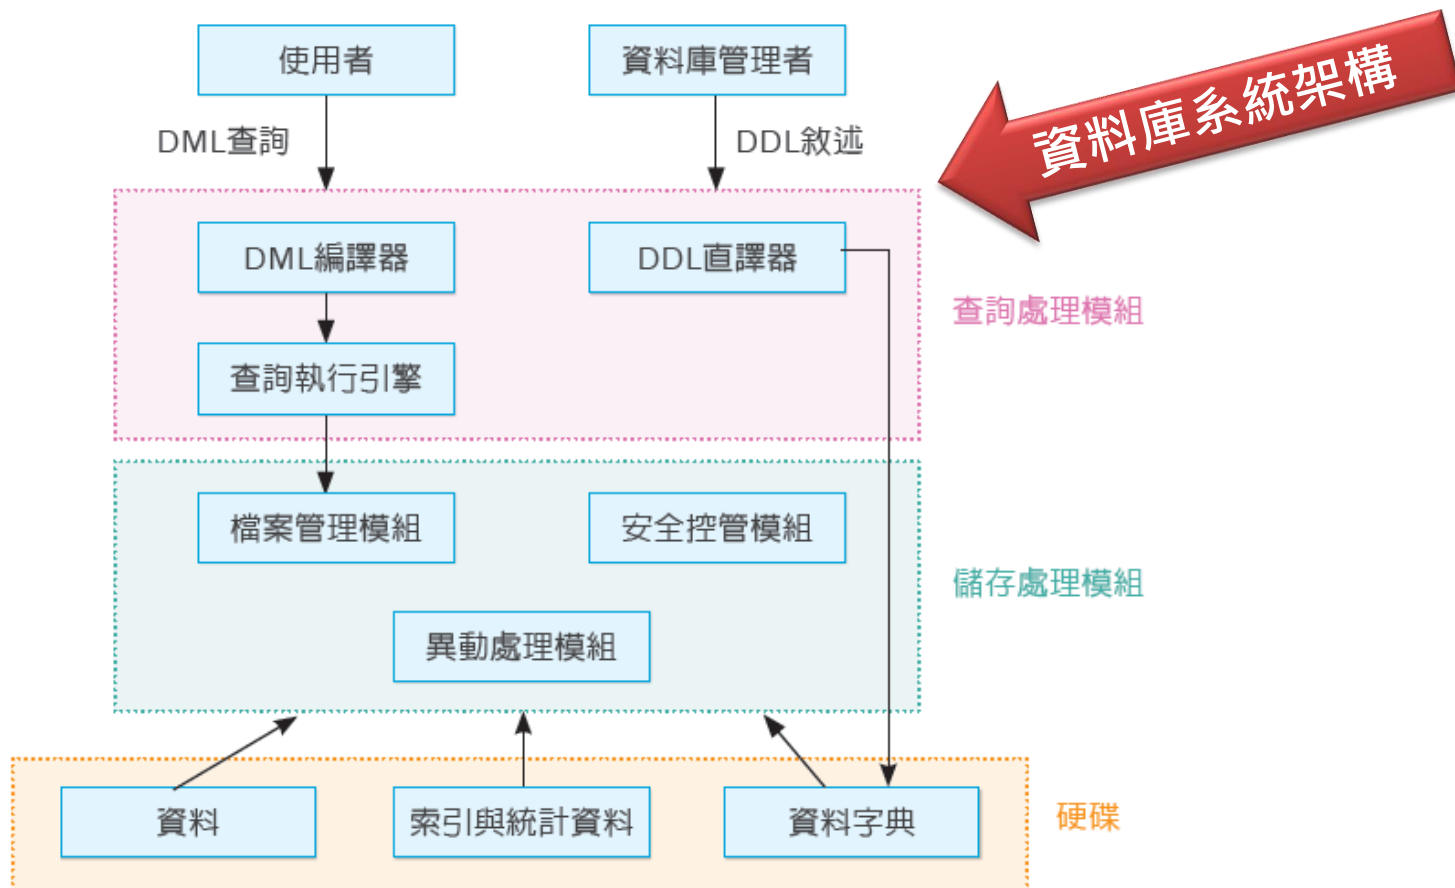 使用者
資料庫管理者
資料庫系統架構
DML查詢
DDL敘述
DML編譯器
DDL直譯器
查詢處理模組
查詢執行引擎
檔案管理模組
安全控管模組
儲存處理模組
異動處理模組
資料
索引與統計資料
資料字典
硬碟